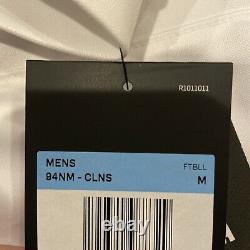 R1011011
MENS
94NM - CLNS
FTBLL
M